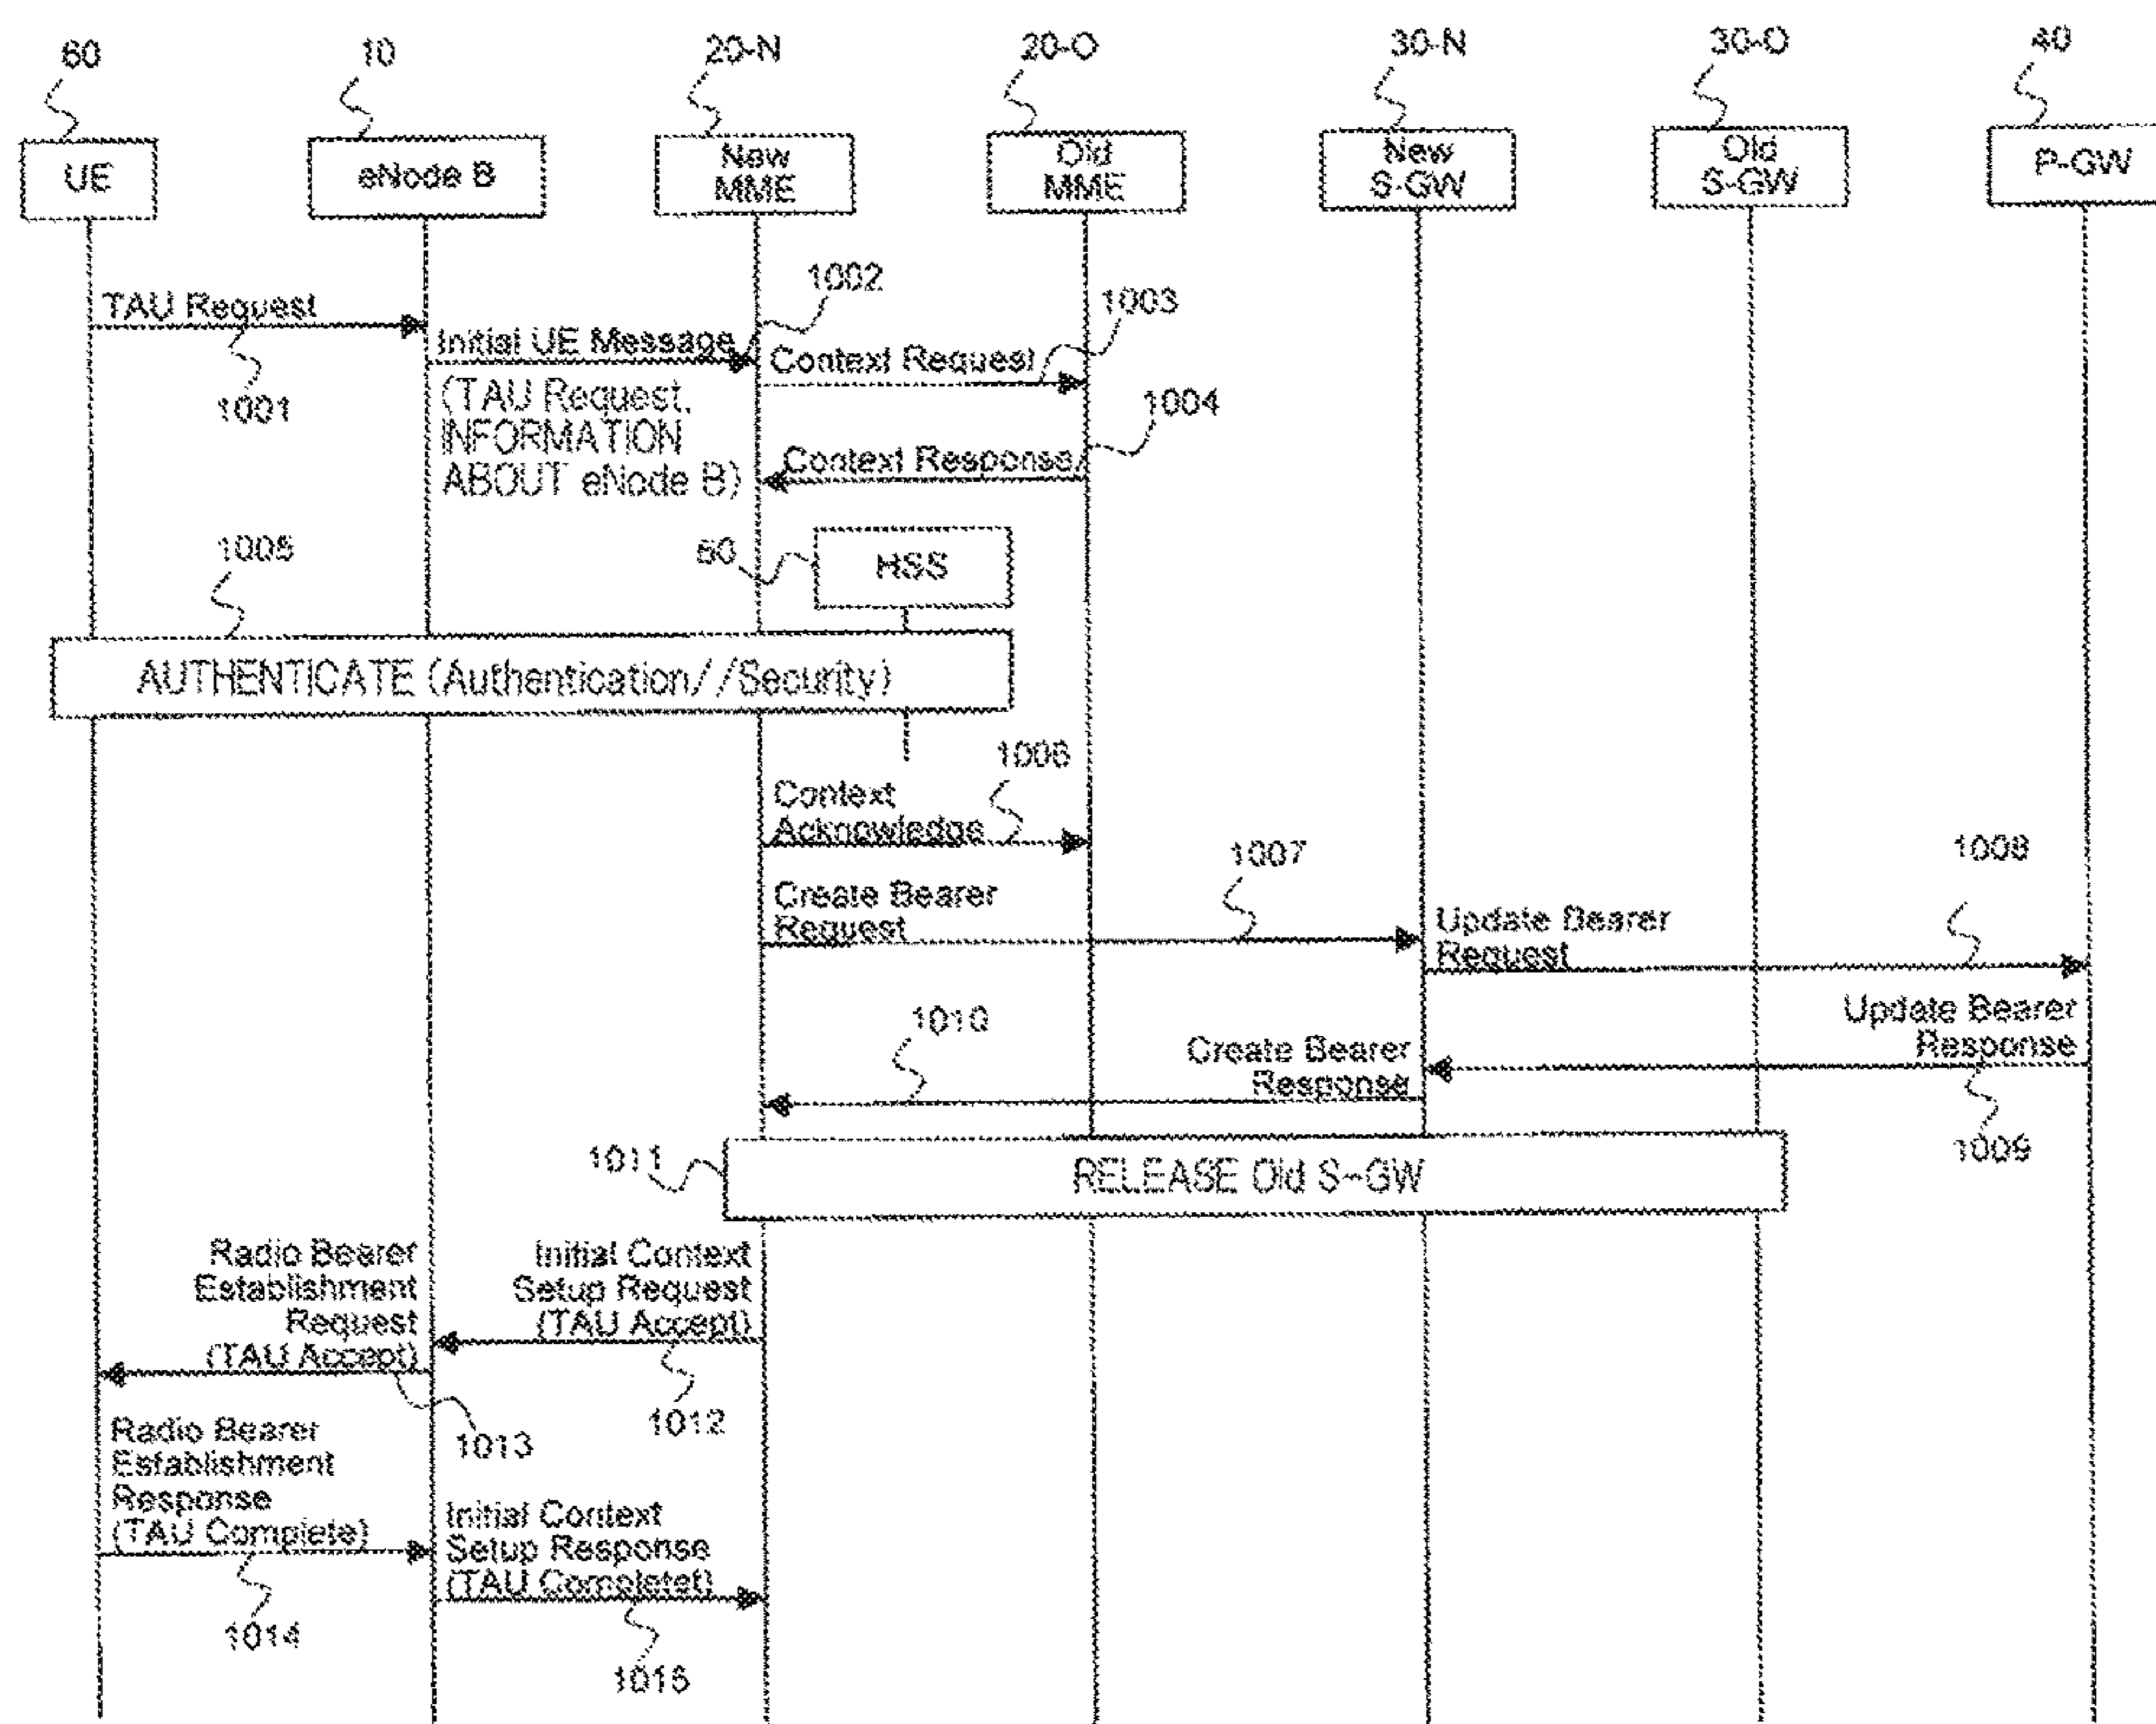 60
10
20-N
20-O
30-N
30-O
40
UE
eNode B
New
MME
Old
MME
New
S-GW
Old
S-GW
P-GW
1002
TAU Request
1003
Initial UE Message
Context Request
1001
(TAU Request,
INFORMATION
ABOUT eNode B)
1004
Context Response
1005
HSS
AUTHENTICATE (Authentication//Security)
1006
Context
Acknowledge
1007
1008
Create Bearer
Request
Update Bearer
Request
Update Bearer
Response
1010
Create Bearer
Response
1009
1011
RELEASE Old S-GW
Radio Bearer
Establishment
Request
(TAU Accept)
Initial Context
Setup Request
(TAU Accept)
1012
1013
Radio Bearer
Establishment
Response
(TAU Complete)
Initial Context
Setup Response
(TAU Completet)
1014
1015